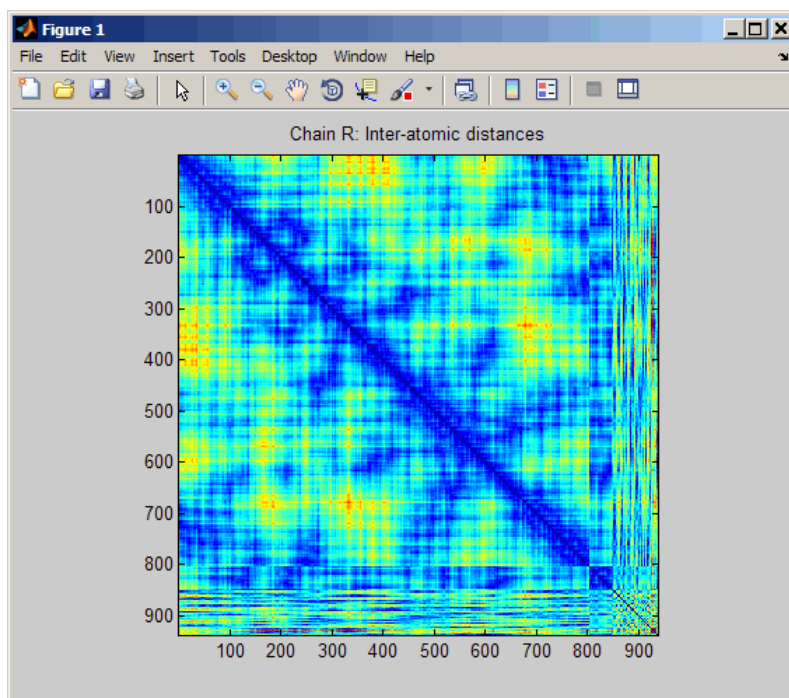 Figure 1
File Edit View Insert Tools Desktop Window Help
Chain R: Inter-atomic distances
100
200
300
400
500
600
700
800
900
100 200 300 400 500 600 700 800 900